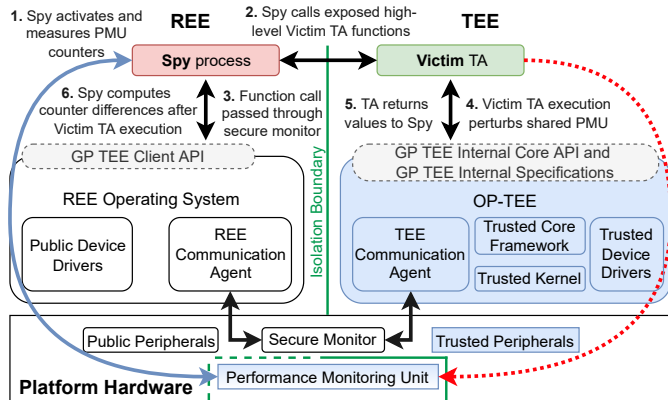 1. Spy activates and
measures PMU
counters
REE
2. Spy calls exposed high-
level Victim TA functions
TEE
Spy process
Victim TA
6. Spy computes
counter differences after
Victim TA execution
3. Function call
passed through
secure monitor
5. TA returns
values to Spy
4. Victim TA execution
perturbs shared PMU
GP TEE Client API
GP TEE Internal Core API and
GP TEE Internal Specifications
REE Operating System
OP-TEE
Isolation Boundary
Public Device
Drivers
REE
Communication
Agent
TEE
Communication
Agent
Trusted Core
Framework
Trusted Kernel
Trusted
Device
Drivers
Public Peripherals
Secure Monitor
Trusted Peripherals
Platform Hardware
Performance Monitoring Unit